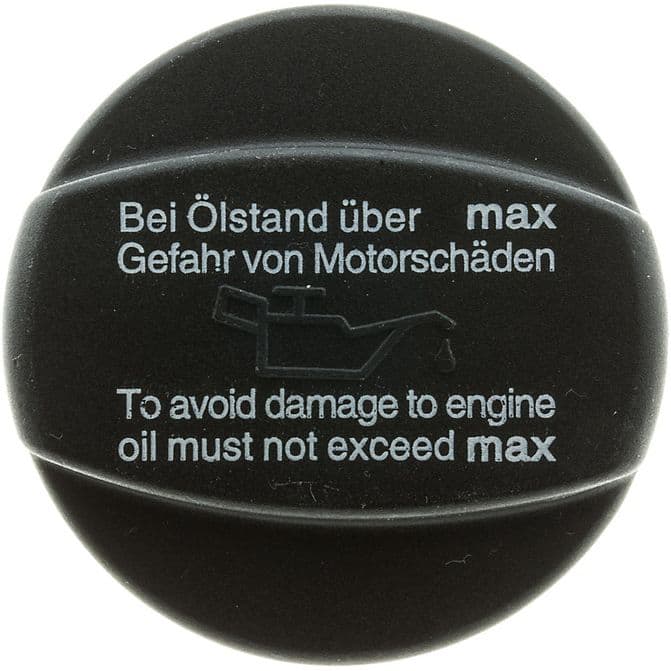 Bei Ölstand über max
Gefahr von Motorschäden
To avoid damage to engine
oil must not exceed max